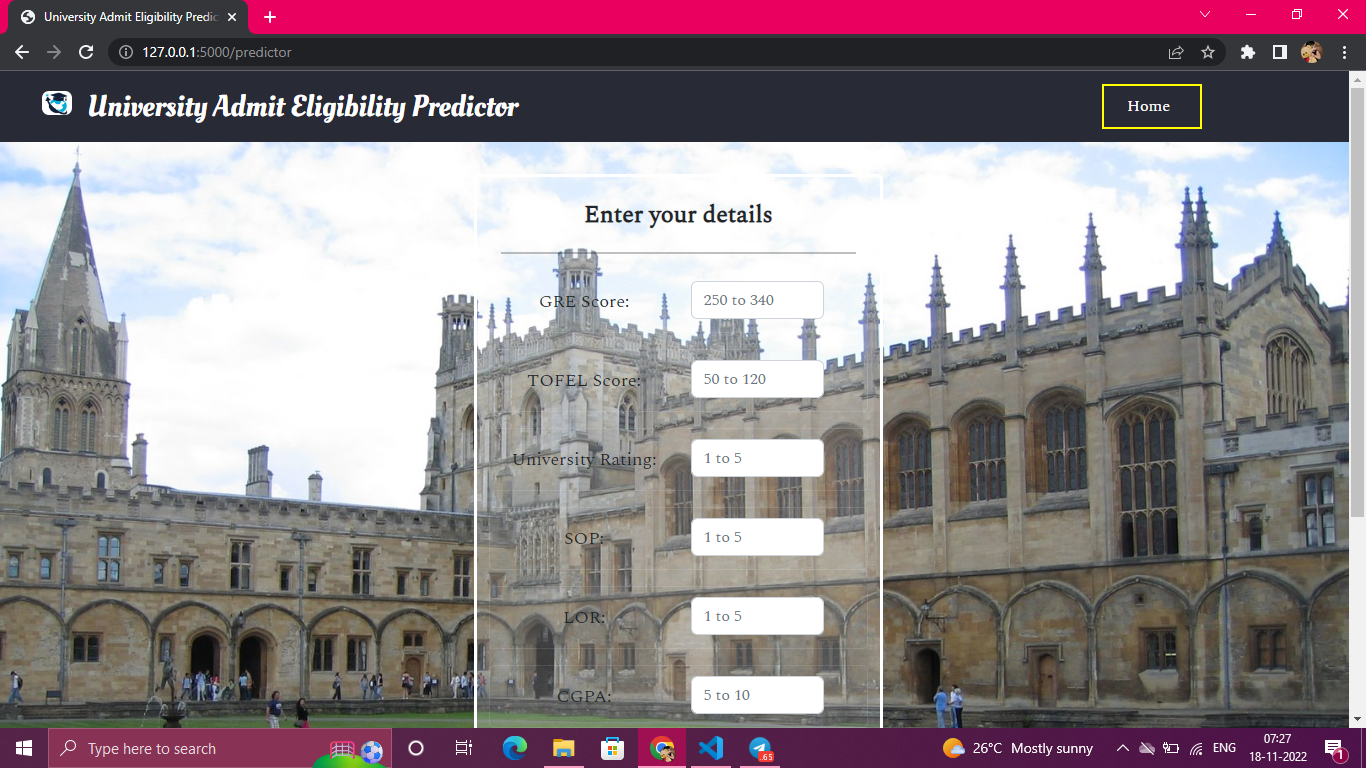 University Admit Eligibility Predic
127.0.0.1:5000/predictor
University Admit Eligibility Predictor
Home
Enter your details
GRE Score: 250 to 340
TOFEL Score: 50 to 120
University Rating: 1 to 5
SOP: 1 to 5
LOR: 1 to 5
CGPA: 5 to 10
Type here to search
.65
26°C Mostly sunny
ENG
07:27
18-11-2022
1